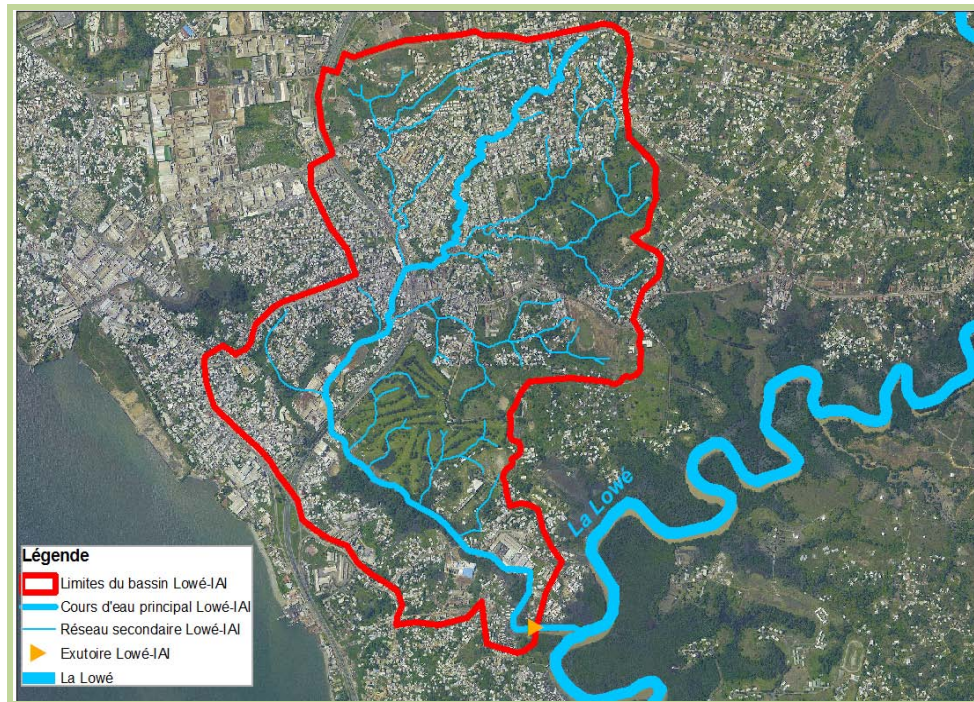 La Lowé
Légende
Limites du bassin Lowé-IAI
Cours d'eau principal Lowé-IAI
Réseau secondaire Lowé-IAI
Exutoire Lowé-IAI
La Lowé